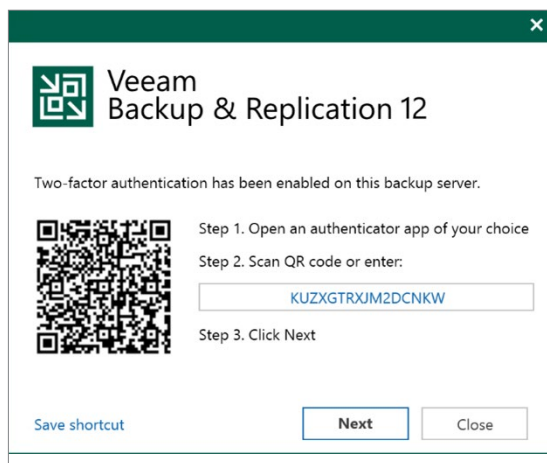 Veeam
Backup & Replication 12
Two-factor authentication has been enabled on this backup server.
Step 1. Open an authenticator app of your choice
Step 2. Scan QR code or enter:
KUZXGTRXJM2DCNKW
Step 3. Click Next
Save shortcut
Next
Close